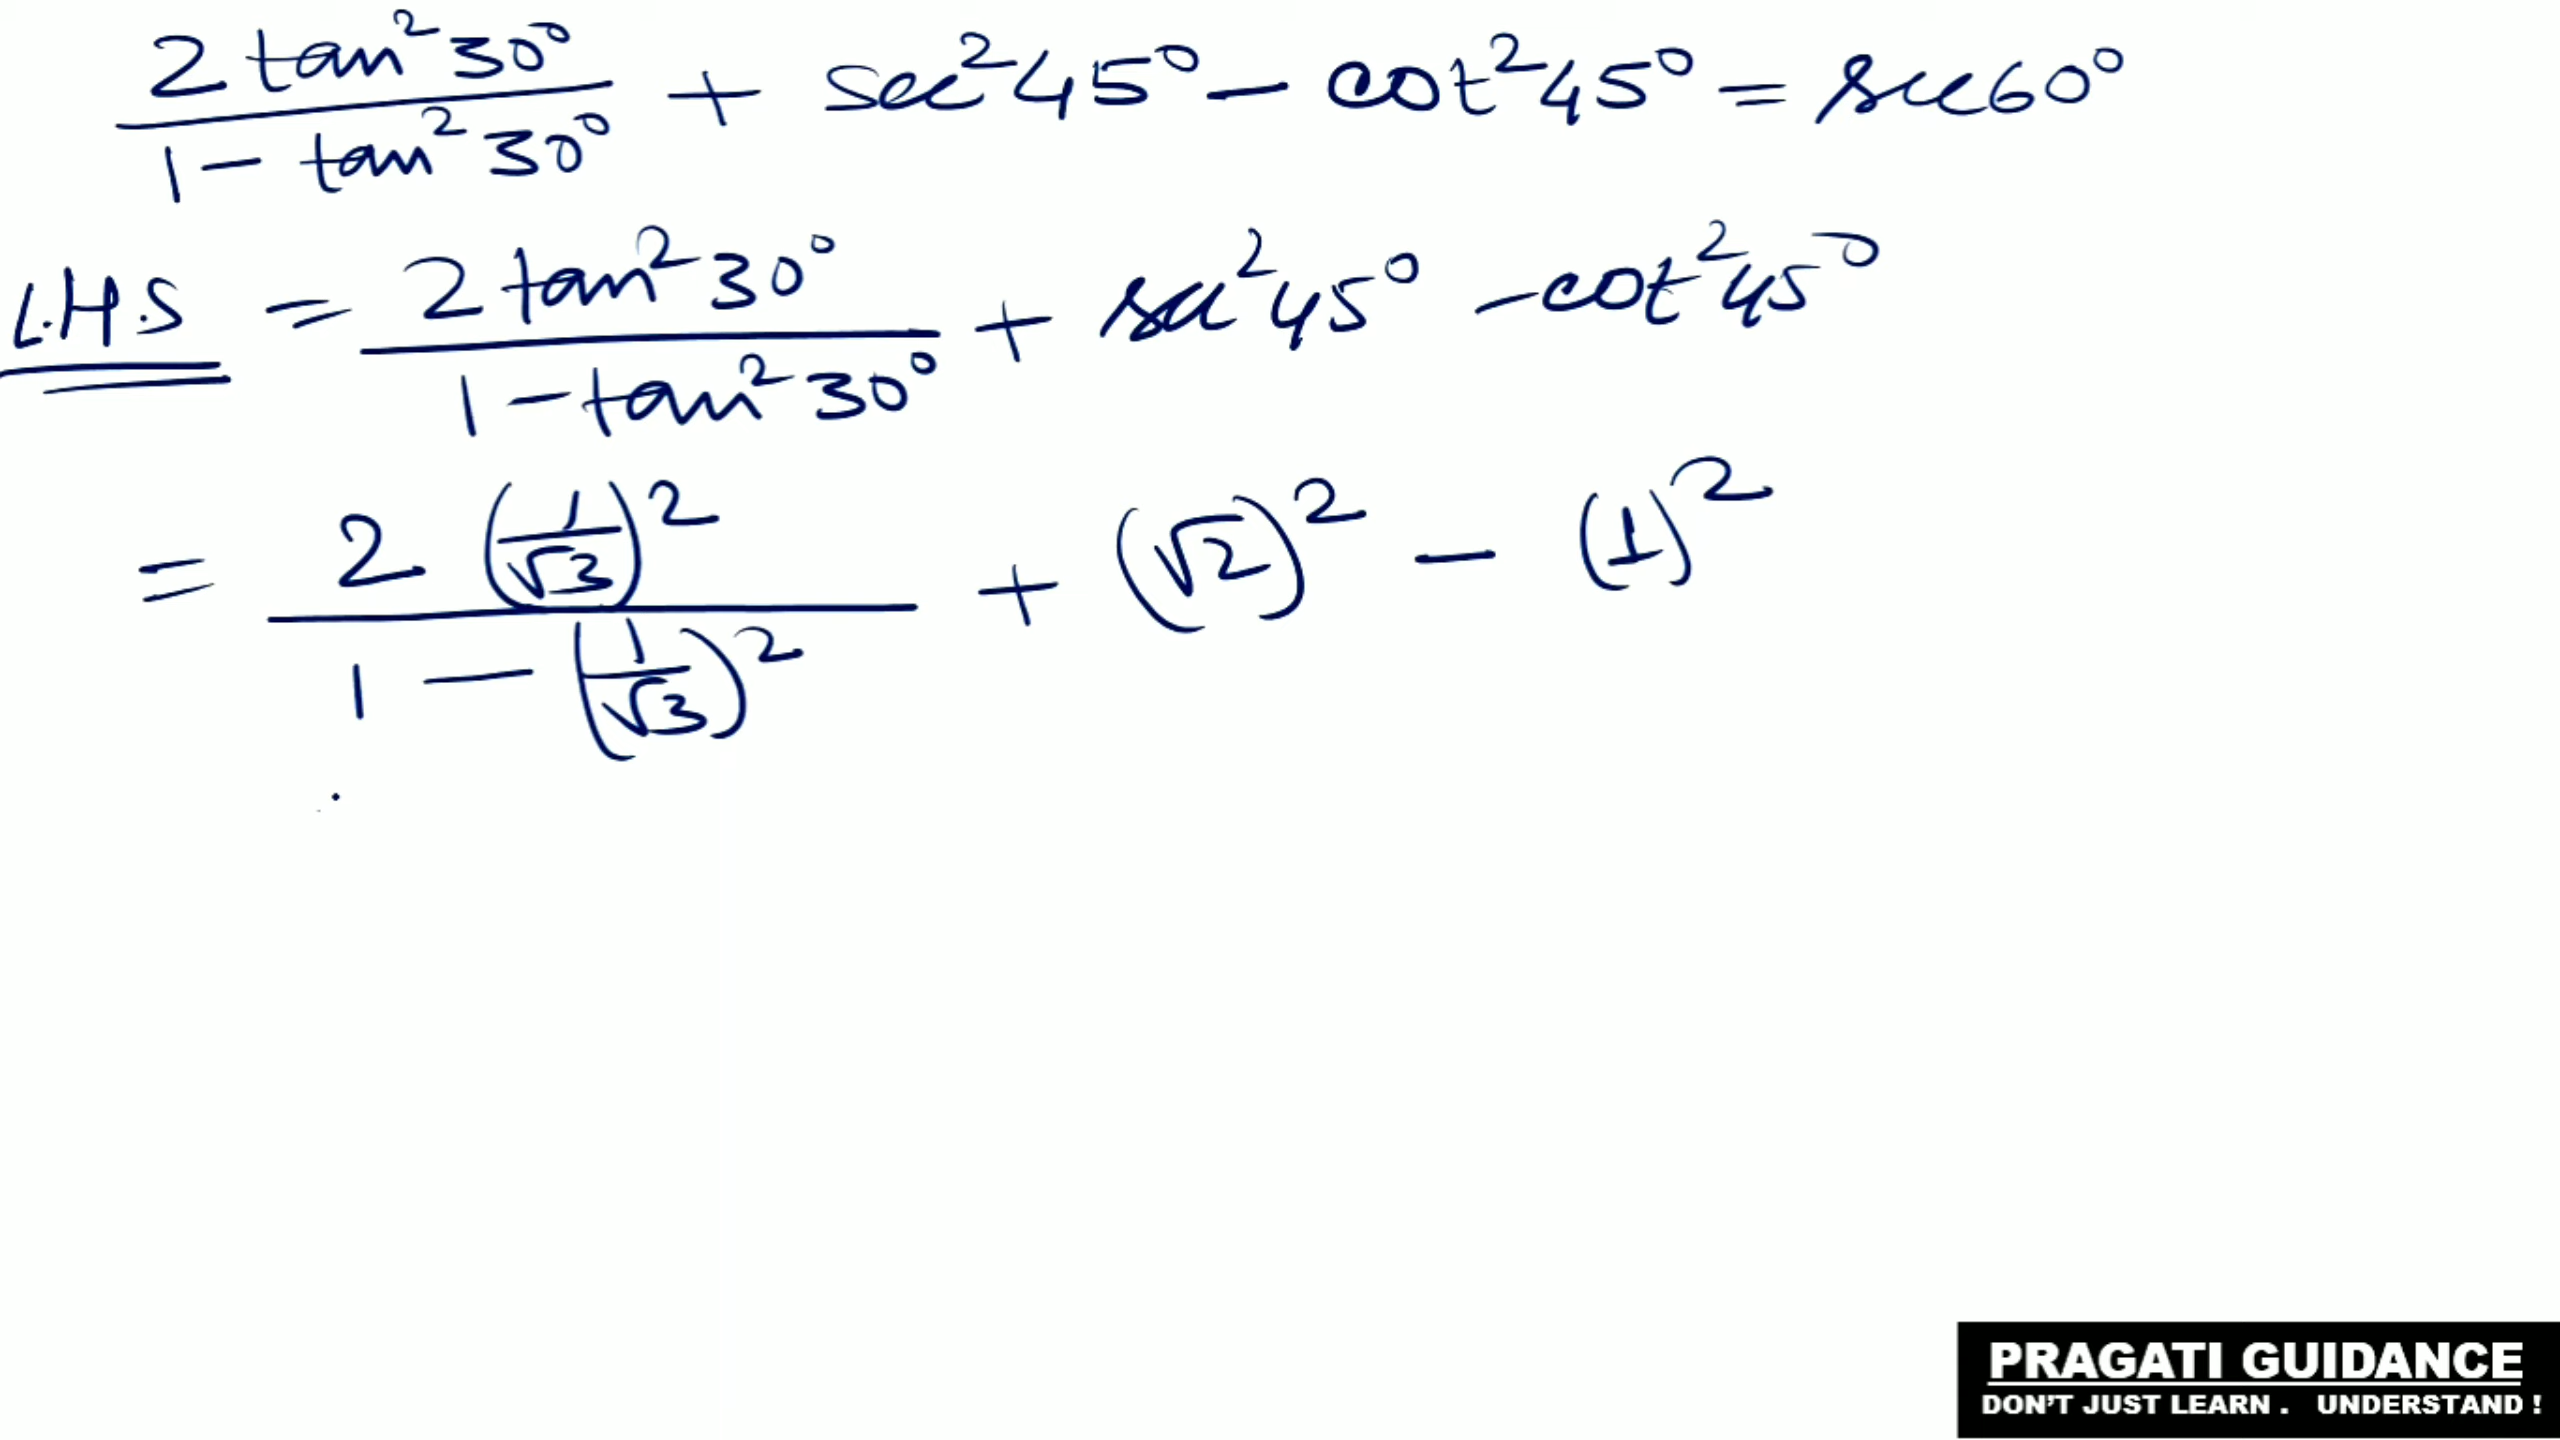 2 tan² 30°
───── + sec² 45° − cot² 45° = sec 60°
1 − tan² 30°
L.H.S = 2 tan² 30°
───── + sec² 45° − cot² 45°
1 − tan² 30°
= 2 (1/√3)²
───── + (√2)² − (1)²
1 − (1/√3)²
PRAGATI GUIDANCE
DON'T JUST LEARN . UNDERSTAND !